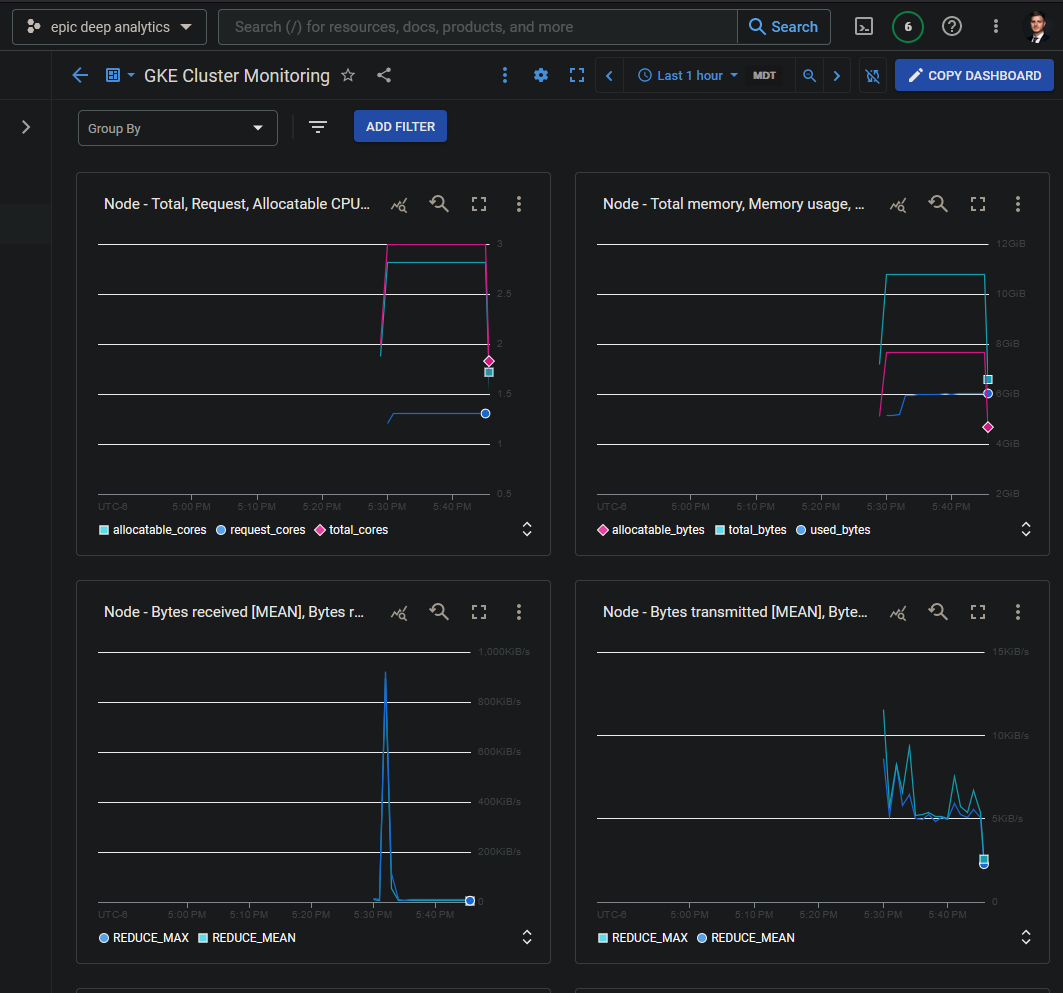 epic deep analytics
Search (/) for resources, docs, products, and more
Search
6
GKE Cluster Monitoring
Last 1 hour
MDT
COPY DASHBOARD
Group By
ADD FILTER
Node - Total, Request, Allocatable CPU...
3
2.5
2
1.5
1
0.5
UTC-6 5:00 PM 5:10 PM 5:20 PM 5:30 PM 5:40 PM
allocatable_cores request_cores total_cores
Node - Total memory, Memory usage, ...
12GiB
10GiB
8GiB
6GiB
4GiB
2GiB
UTC-6 5:00 PM 5:10 PM 5:20 PM 5:30 PM 5:40 PM
allocatable_bytes total_bytes used_bytes
Node - Bytes received [MEAN], Bytes r...
1,000KiB/s
800KiB/s
600KiB/s
400KiB/s
200KiB/s
0
UTC-6 5:00 PM 5:10 PM 5:20 PM 5:30 PM 5:40 PM
REDUCE_MAX REDUCE_MEAN
Node - Bytes transmitted [MEAN], Byte...
15KiB/s
10KiB/s
5KiB/s
0
UTC-6 5:00 PM 5:10 PM 5:20 PM 5:30 PM 5:40 PM
REDUCE_MAX REDUCE_MEAN